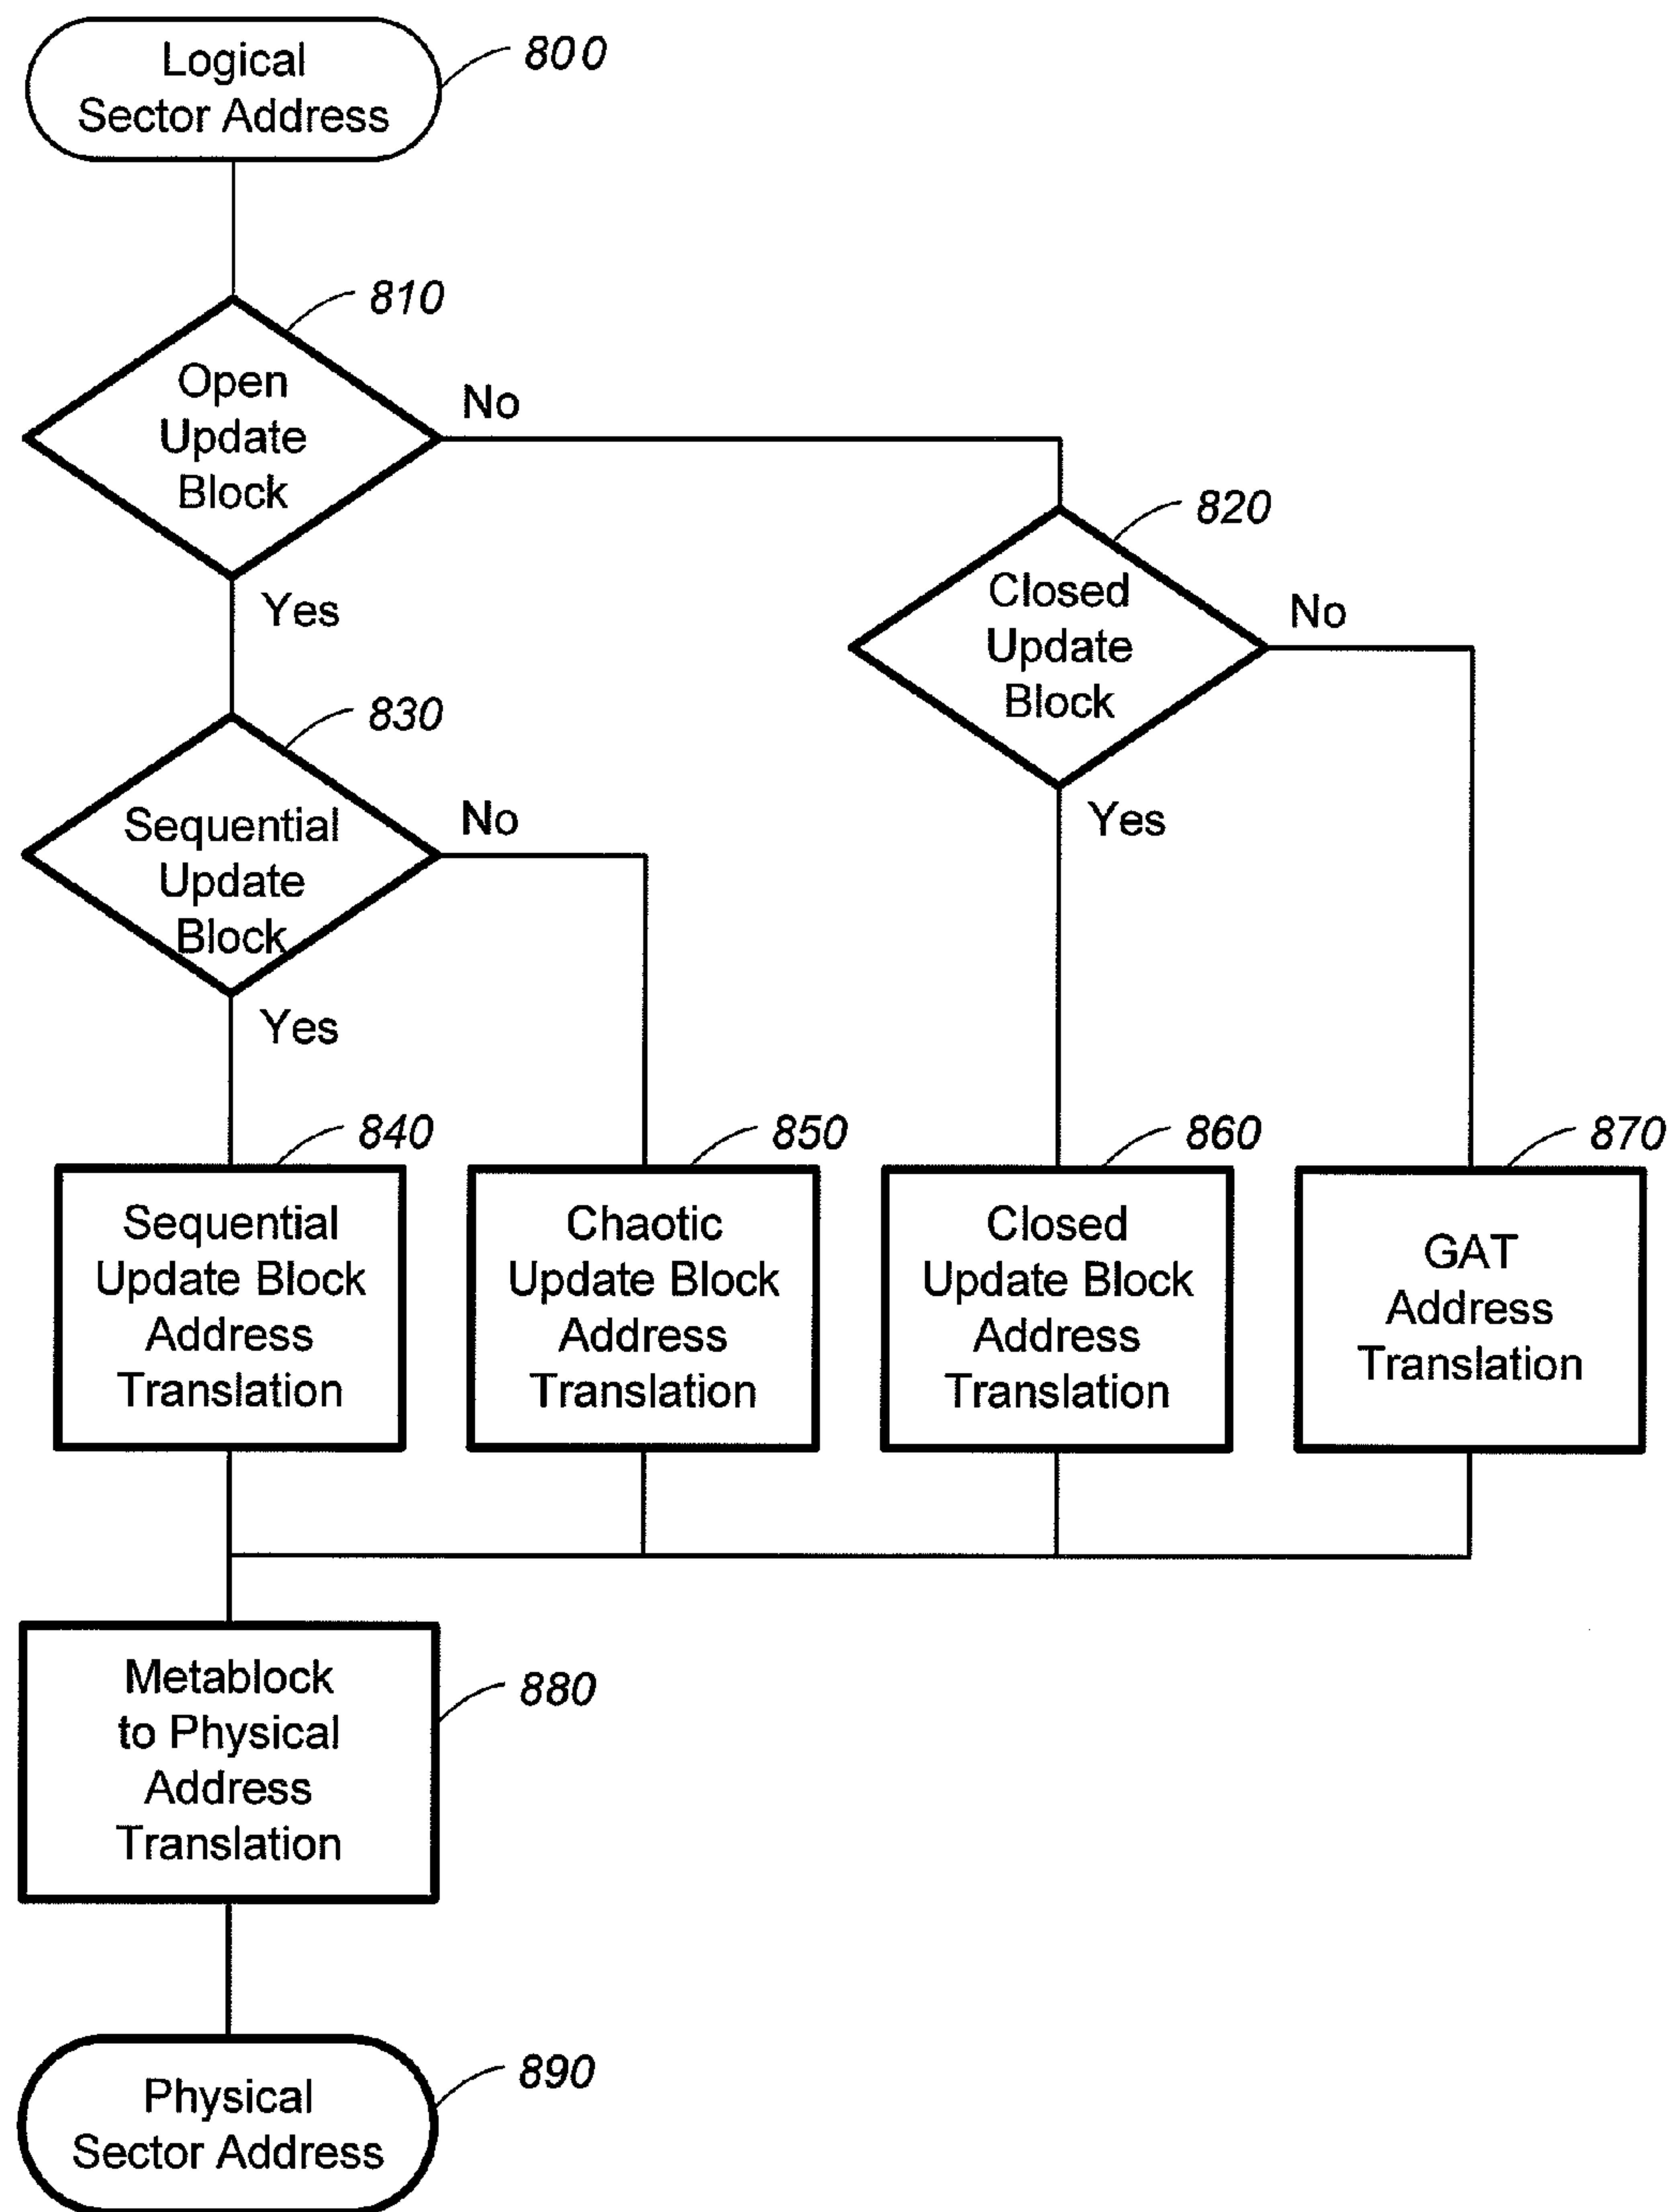 Logical
Sector Address
800
810
Open
Update
Block
No
Yes
820
Closed
Update
Block
No
Yes
830
Sequential
Update
Block
No
Yes
840
Sequential
Update Block
Address
Translation
850
Chaotic
Update Block
Address
Translation
860
Closed
Update Block
Address
Translation
870
GAT
Address
Translation
Metablock
to Physical
Address
Translation
880
Physical
Sector Address
890